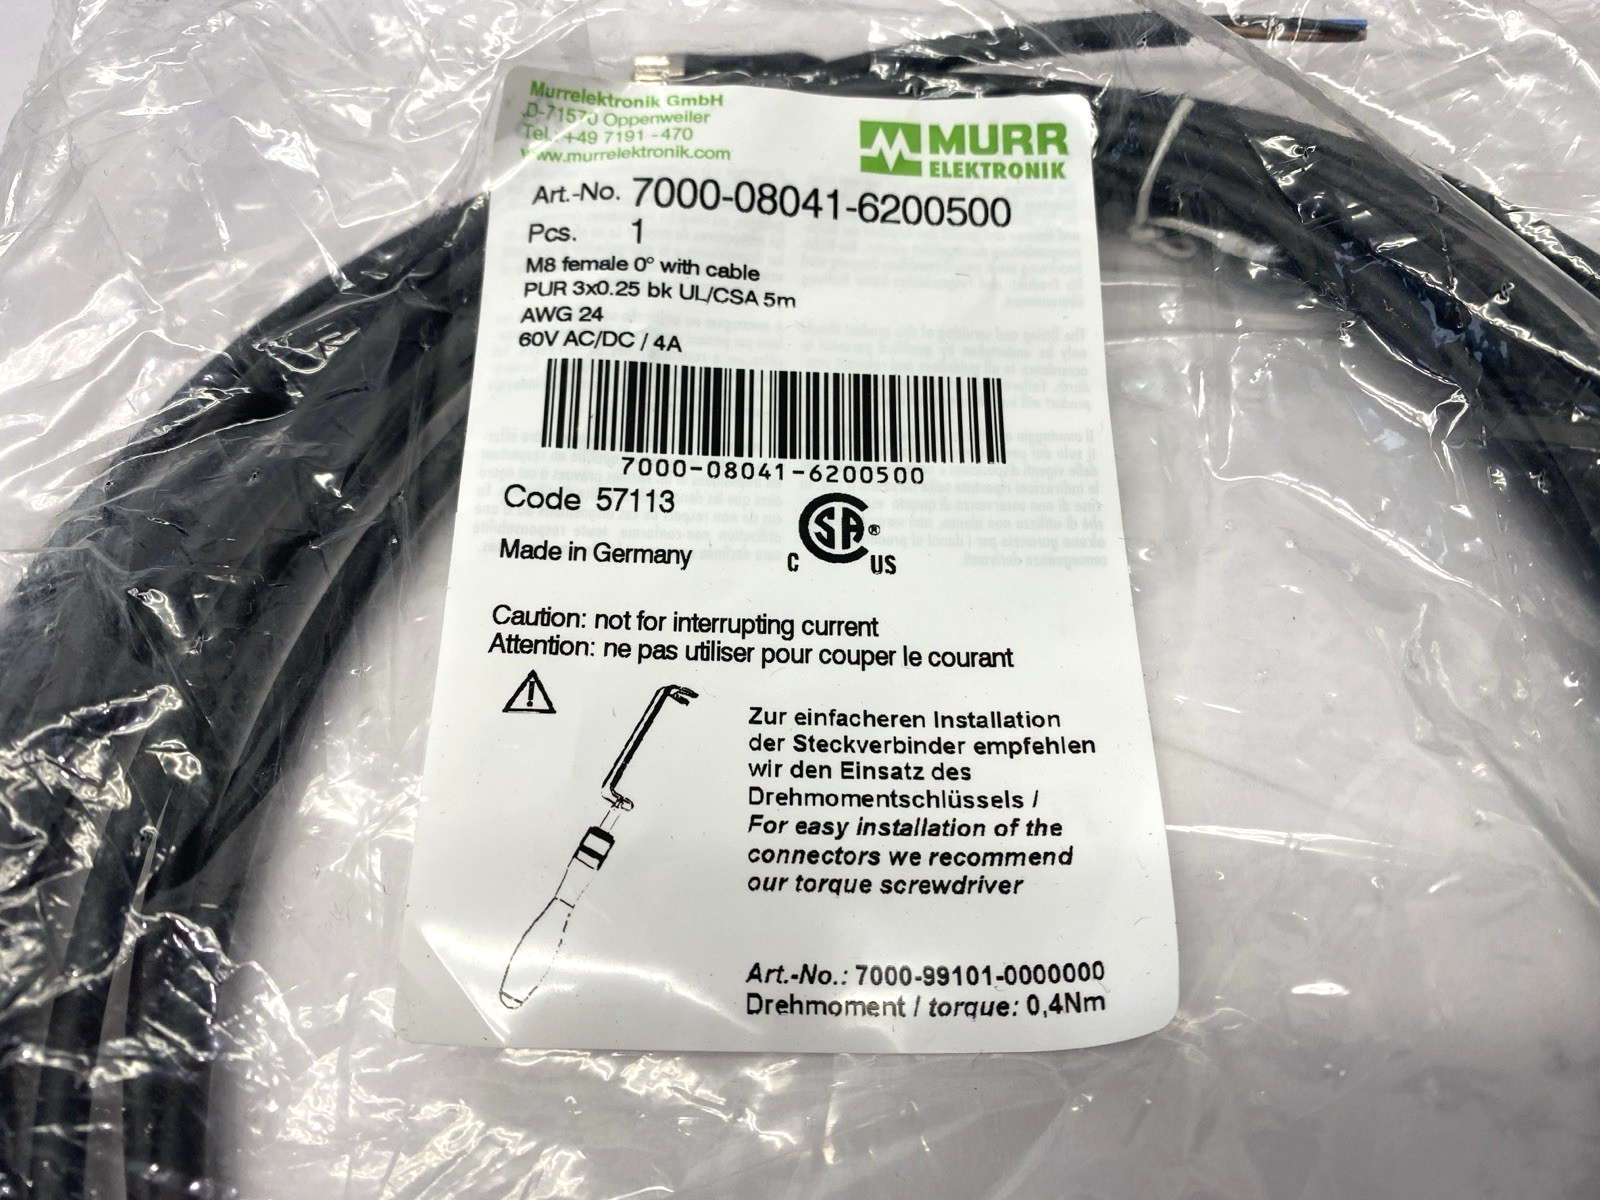 Murrelektronik GmbH
D-71570 Oppenweiler
Tel.: +49 7191 -470
www.murrelektronik.com
MURR
ELEKTRONIK
Art.-No. 7000-08041-6200500
Pcs. 1
M8 female 0° with cable
PUR 3x0.25 bk UL/CSA 5m
AWG 24
60V AC/DC / 4A
7000-08041-6200500
Code 57113
Made in Germany
C SA ® US
Caution: not for interrupting current
Attention: ne pas utiliser pour couper le courant
Zur einfacheren Installation
der Steckverbinder empfehlen
wir den Einsatz des
Drehmomentschlüssels /
For easy installation of the
connectors we recommend
our torque screwdriver
Art.-No.: 7000-99101-0000000
Drehmoment / torque: 0,4Nm